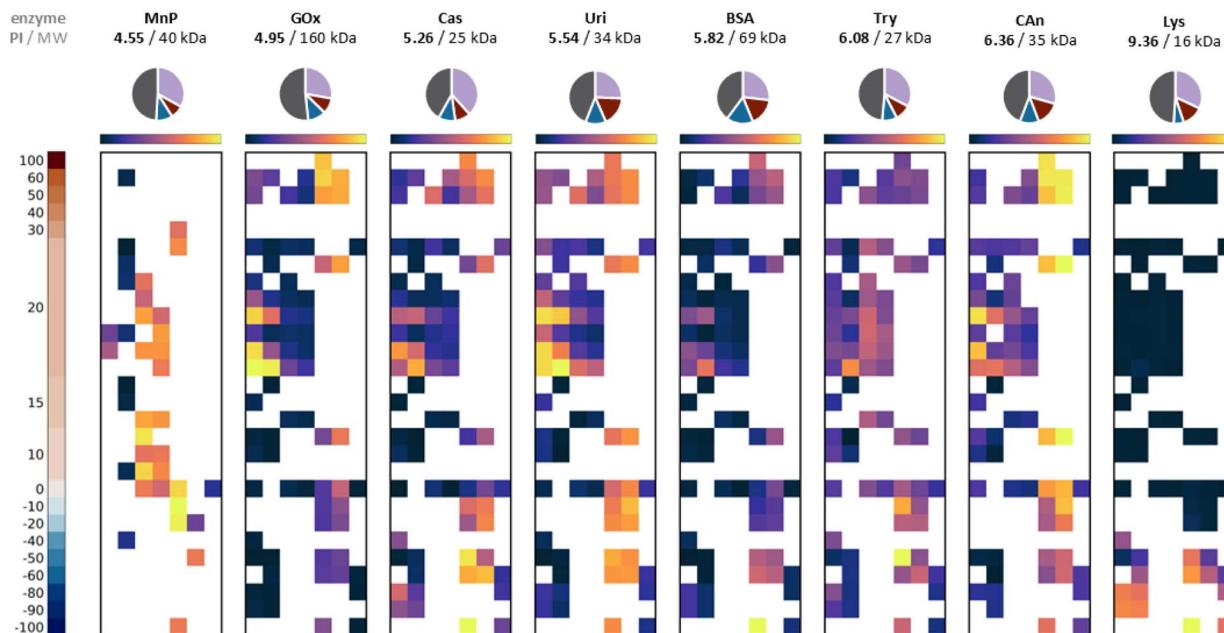 enzyme
PI / MW
MnP
4.55 / 40 kDa
GOx
4.95 / 160 kDa
Cas
5.26 / 25 kDa
Uri
5.54 / 34 kDa
BSA
5.82 / 69 kDa
Try
6.08 / 27 kDa
CAn
6.36 / 35 kDa
Lys
9.36 / 16 kDa
100
60
50
40
30
20
15
10
0
-10
-20
-40
-50
-60
-80
-90
-100